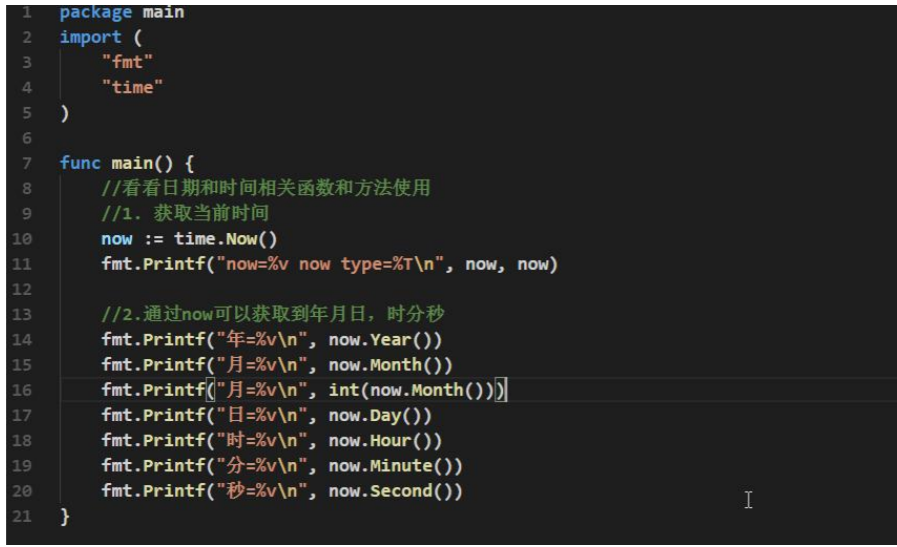 1 package main
2 import (
3 "fmt"
4 "time"
5 )
6
7 func main() {
8 //看看日期和时间相关函数和方法使用
9 //1. 获取当前时间
10 now := time.Now()
11 fmt.Printf("now=%v now type=%T\n", now, now)
12
13 //2.通过now可以获取到年月日，时分秒
14 fmt.Printf("年=%v\n", now.Year())
15 fmt.Printf("月=%v\n", now.Month())
16 fmt.Printf("月=%v\n", int(now.Month()))
17 fmt.Printf("日=%v\n", now.Day())
18 fmt.Printf("时=%v\n", now.Hour())
19 fmt.Printf("分=%v\n", now.Minute())
20 fmt.Printf("秒=%v\n", now.Second())
21 }